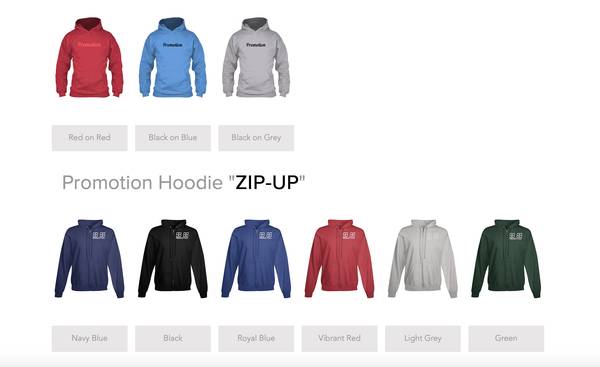 Promotion Promotion Promotion
Red on Red Black on Blue Black on Grey
Promotion Hoodie "ZIP-UP"
Navy Blue Black Royal Blue Vibrant Red Light Grey Green